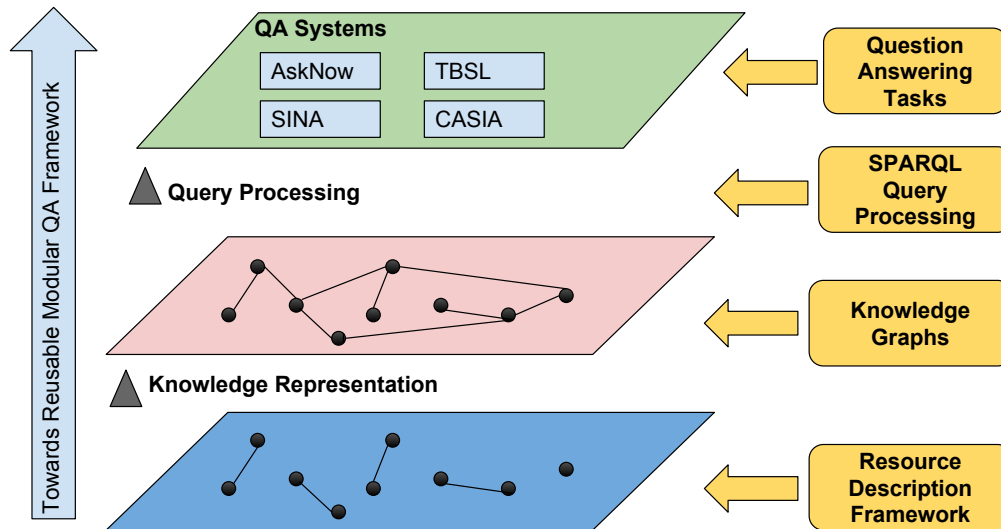 Towards Reusable Modular QA Framework
QA Systems
AskNow
TBSL
SINA
CASIA
Question
Answering
Tasks
Query Processing
SPARQL
Query
Processing
Knowledge
Graphs
Knowledge Representation
Resource
Description
Framework